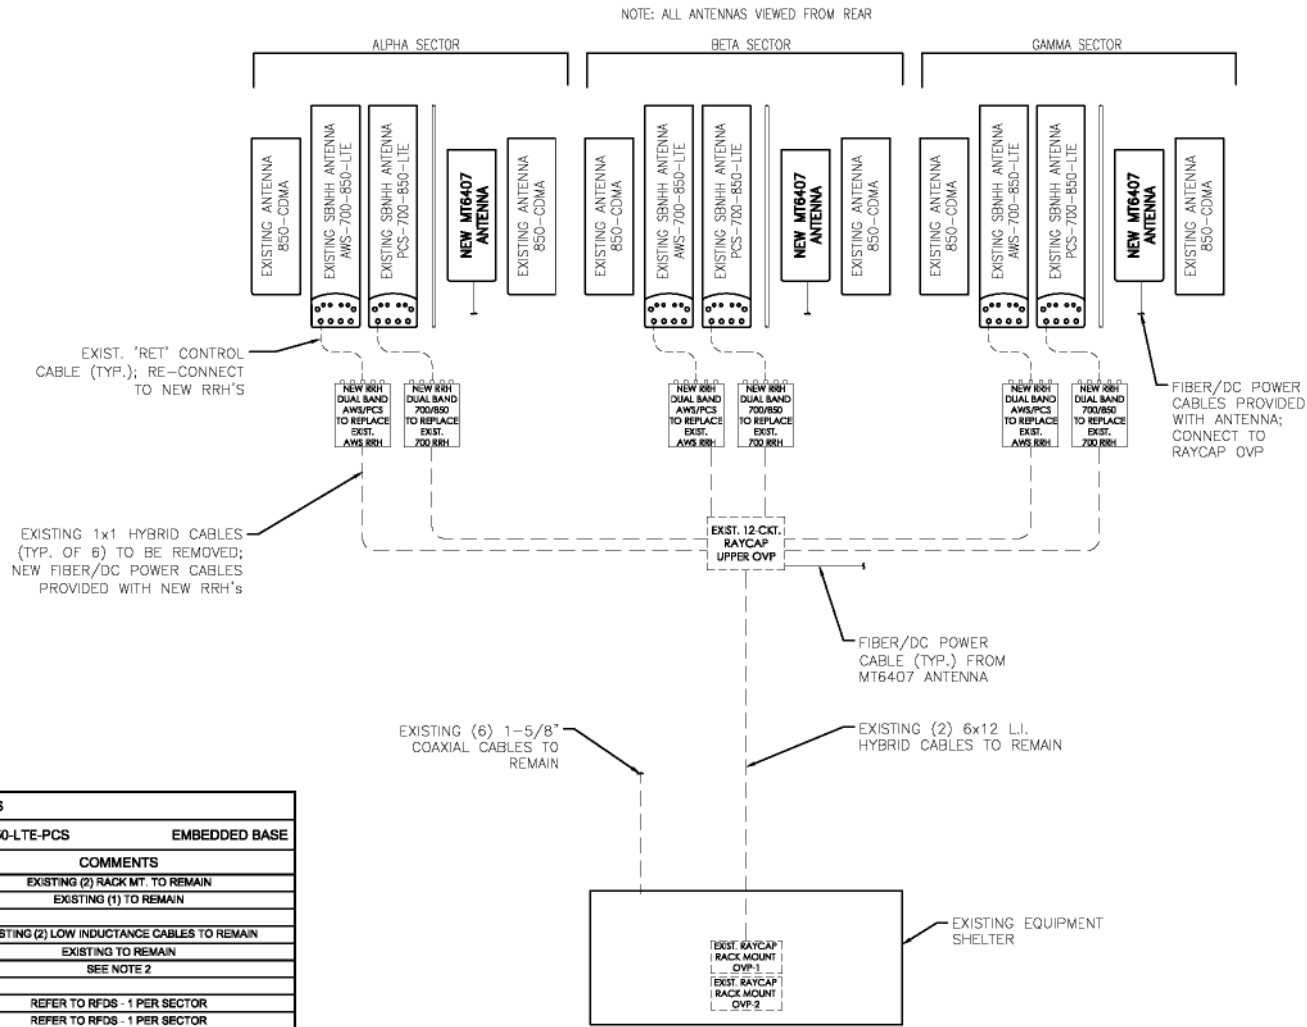 NOTE: ALL ANTENNAS VIEWED FROM REAR
ALPHA SECTOR
BETA SECTOR
GAMMA SECTOR
EXISTING ANTENNA
850-CDMA
EXISTING SBNHH ANTENNA
AWS-700-850-LTE
EXISTING SBNHH ANTENNA
PCS-700-850-LTE
NEW MT6407
ANTENNA
EXISTING ANTENNA
850-CDMA
EXISTING ANTENNA
850-CDMA
EXISTING SBNHH ANTENNA
AWS-700-850-LTE
EXISTING SBNHH ANTENNA
PCS-700-850-LTE
NEW MT6407
ANTENNA
EXISTING ANTENNA
850-CDMA
EXISTING ANTENNA
850-CDMA
EXISTING SBNHH ANTENNA
AWS-700-850-LTE
EXISTING SBNHH ANTENNA
PCS-700-850-LTE
NEW MT6407
ANTENNA
EXISTING ANTENNA
850-CDMA
EXIST. "RET" CONTROL
CABLE (TYP.); RE-CONNECT
TO NEW RRH'S
NEW RRH
DUAL BAND
AWS/PCS
TO REPLACE
EXIST.
AWS RRH
NEW RRH
DUAL BAND
700/850
TO REPLACE
EXIST.
700 RRH
NEW RRH
DUAL BAND
AWS/PCS
TO REPLACE
EXIST.
AWS RRH
NEW RRH
DUAL BAND
700/850
TO REPLACE
EXIST.
700 RRH
NEW RRH
DUAL BAND
AWS/PCS
TO REPLACE
EXIST.
AWS RRH
NEW RRH
DUAL BAND
700/850
TO REPLACE
EXIST.
700 RRH
FIBER/DC POWER
CABLES PROVIDED
WITH ANTENNA;
CONNECT TO
RAYCAP OVP
EXISTING 1x1 HYBRID CABLES
(TYP. OF 6) TO BE REMOVED;
NEW FIBER/DC POWER CABLES
PROVIDED WITH NEW RRH's
EXIST. 12-CKT.
RAYCAP
UPPER OVP
FIBER/DC POWER
CABLE (TYP.) FROM
MT6407 ANTENNA
EXISTING (6) 1-5/8"
COAXIAL CABLES TO
REMAIN
EXISTING (2) 6x12 L.I.
HYBRID CABLES TO REMAIN
S
50-LTE-PCS EMBEDDED BASE
COMMENTS
EXISTING (2) RACK MT. TO REMAIN
EXISTING (1) TO REMAIN
STING (2) LOW INDUCTANCE CABLES TO REMAIN
EXISTING TO REMAIN
SEE NOTE 2
REFER TO RFDS - 1 PER SECTOR
REFER TO RFDS - 1 PER SECTOR
EXISTING EQUIPMENT
SHELTER
EXIST. RAYCAP
RACK MOUNT
OVP-1
EXIST. RAYCAP
RACK MOUNT
OVP-2